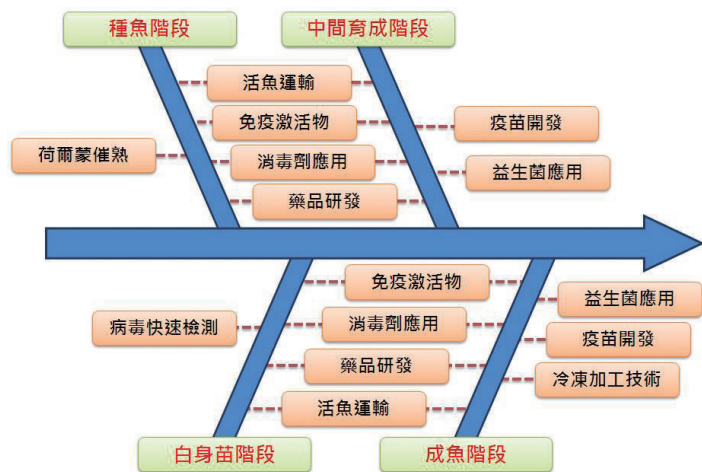 種魚階段
中間育成階段
活魚運輸
免疫激活物
疫苗開發
荷爾蒙催熟
消毒劑應用
益生菌應用
藥品研發
免疫激活物
益生菌應用
病毒快速檢測
消毒劑應用
疫苗開發
藥品研發
冷凍加工技術
活魚運輸
白身苗階段
成魚階段